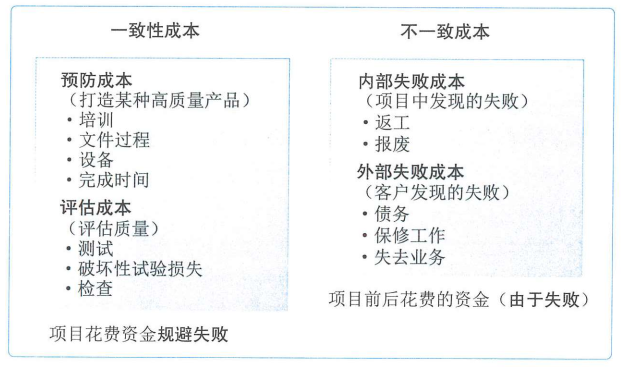 一致性成本
预防成本
（打造某种高质量产品）
• 培训
• 文件过程
• 设备
• 完成时间
评估成本
（评估质量）
• 测试
• 破坏性试验损失
• 检查
项目花费资金规避失败
不一致成本
内部失败成本
（项目中发现的失败）
• 返工
• 报废
外部失败成本
（客户发现的失败）
• 债务
• 保修工作
• 失去业务
项目前后花费的资金（由于失败）